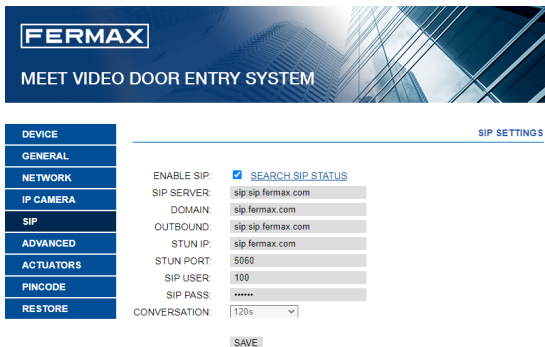 FERMAX
MEET VIDEO DOOR ENTRY SYSTEM
DEVICE
GENERAL
NETWORK
IP CAMERA
SIP
ADVANCED
ACTUATORS
PINCODE
RESTORE
SIP SETTINGS
ENABLE SIP: SEARCH SIP STATUS
SIP SERVER: sip:sip.fermax.com
DOMAIN: sip.fermax.com
OUTBOUND: sip:sip.fermax.com
STUN IP: sip.fermax.com
STUN PORT: 5060
SIP USER: 100
SIP PASS: ••••••
CONVERSATION: 120s
SAVE